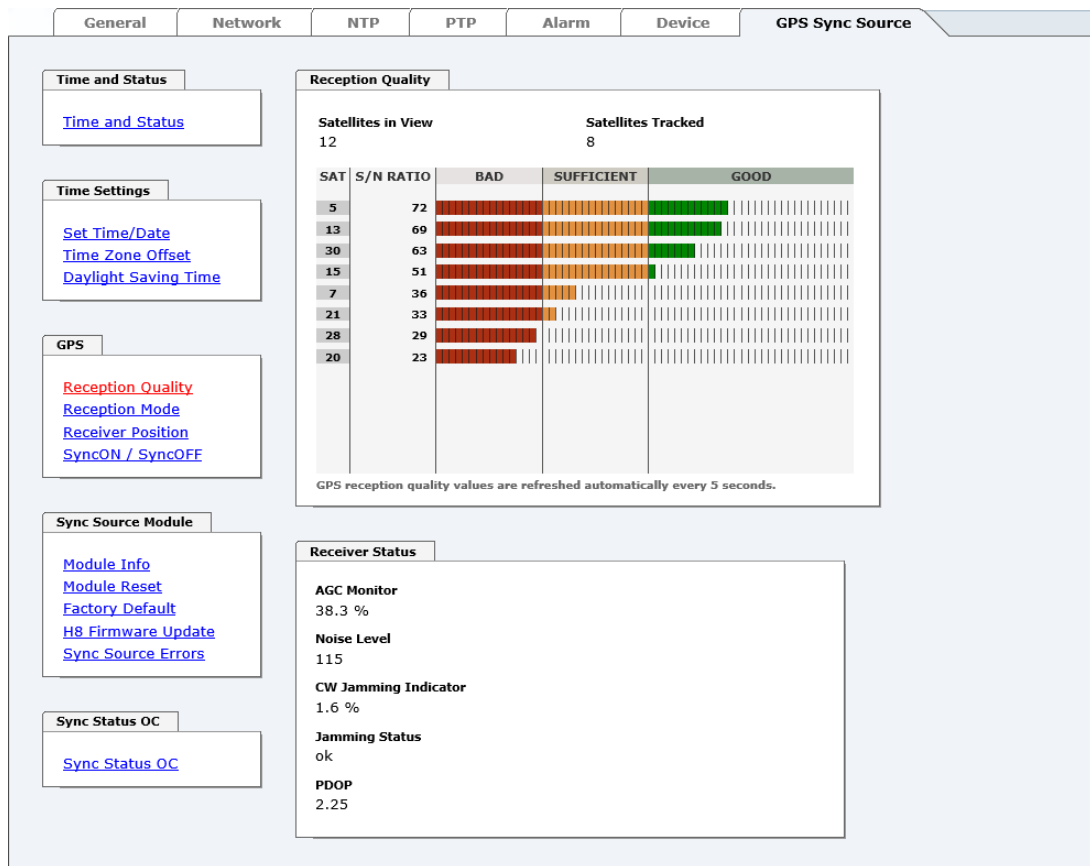 General Network NTP PTP Alarm Device GPS Sync Source
Time and Status
Time and Status
Time Settings
Set Time/Date
Time Zone Offset
Daylight Saving Time
GPS
Reception Quality
Reception Mode
Receiver Position
SyncON / SyncOFF
Sync Source Module
Module Info
Module Reset
Factory Default
H8 Firmware Update
Sync Source Errors
Sync Status OC
Sync Status OC
Reception Quality
Satellites in View Satellites Tracked
12 8
SAT S/N RATIO BAD SUFFICIENT GOOD
5 72
13 69
30 63
15 51
7 36
21 33
28 29
20 23
GPS reception quality values are refreshed automatically every 5 seconds.
Receiver Status
AGC Monitor
38.3 %
Noise Level
115
CW Jamming Indicator
1.6 %
Jamming Status
ok
PDOP
2.25